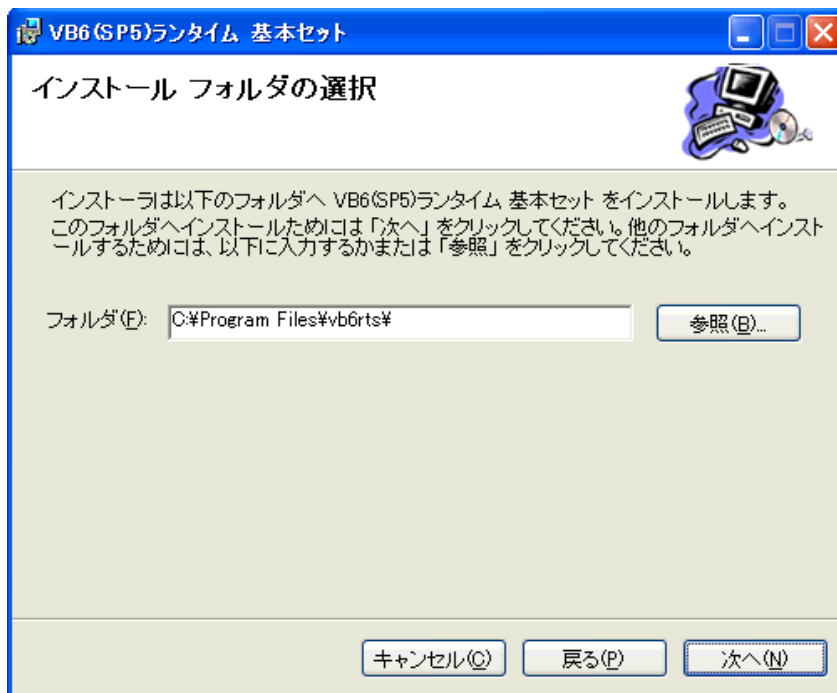 VB6(SP5)ランタイム 基本セット
インストール フォルダの選択
インストーラは以下のフォルダへ VB6(SP5)ランタイム 基本セット をインストールします。
このフォルダへインストールためには「次へ」をクリックしてください。他のフォルダへインスト
ールするためには、以下に入力するかまたは「参照」をクリックしてください。
フォルダ(F): C:¥Program Files¥vb6rts¥ 参照(B)...
キャンセル(C) 戻る(P) 次へ(N)